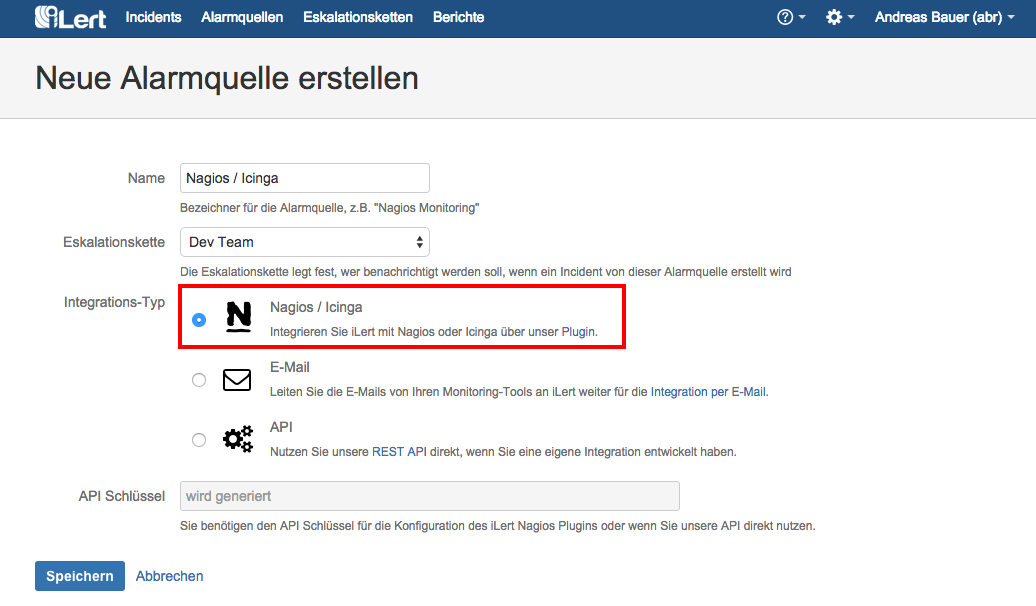 iLert Incidents Alarmquellen Eskalationsketten Berichte Andreas Bauer (abr)
Neue Alarmquelle erstellen
Name Nagios / Icinga
Bezeichner für die Alarmquelle, z.B. "Nagios Monitoring"
Eskalationskette Dev Team
Die Eskalationskette legt fest, wer benachrichtigt werden soll, wenn ein Incident von dieser Alarmquelle erstellt wird
Integrations-Typ Nagios / Icinga
Integrieren Sie iLert mit Nagios oder Icinga über unser Plugin.
E-Mail
Leiten Sie die E-Mails von Ihren Monitoring-Tools an iLert weiter für die Integration per E-Mail.
API
Nutzen Sie unsere REST API direkt, wenn Sie eine eigene Integration entwickelt haben.
API Schlüssel wird generiert
Sie benötigen den API Schlüssel für die Konfiguration des iLert Nagios Plugins oder wenn Sie unsere API direkt nutzen.
Speichern Abbrechen